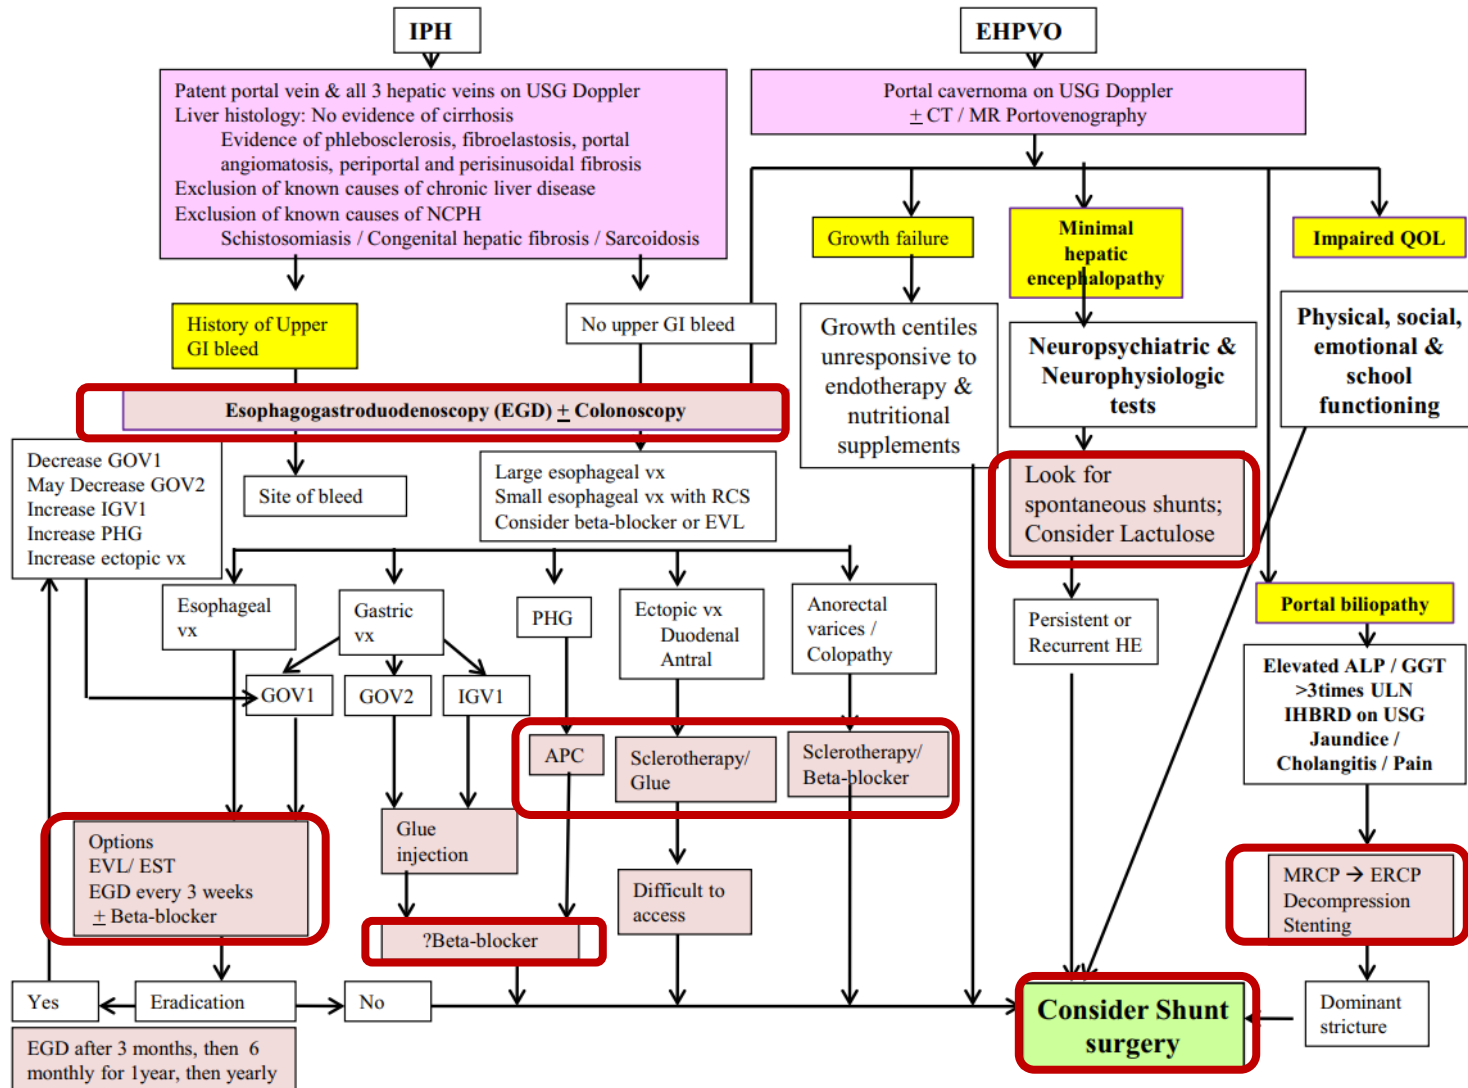 IPH
EHPVO
Patent portal vein & all 3 hepatic veins on USG Doppler
Liver histology: No evidence of cirrhosis
Evidence of phlebosclerosis, fibroelastosis, portal
angiomatosis, periportal and perisinusoidal fibrosis
Exclusion of known causes of chronic liver disease
Exclusion of known causes of NCPH
Schistosomiasis / Congenital hepatic fibrosis / Sarcoidosis
Portal cavernoma on USG Doppler
+ CT / MR Portovenography
Growth failure
Minimal
hepatic
encephalopathy
Impaired QOL
History of Upper
GI bleed
No upper GI bleed
Growth centiles
unresponsive to
endotherapy &
nutritional
supplements
Neuropsychiatric &
Neurophysiologic
tests
Physical, social,
emotional &
school
functioning
Esophagogastroduodenoscopy (EGD) + Colonoscopy
Decrease GOV1
May Decrease GOV2
Increase IGV1
Increase PHG
Increase ectopic vx
Site of bleed
Large esophageal vx
Small esophageal vx with RCS
Consider beta-blocker or EVL
Look for
spontaneous shunts;
Consider Lactulose
Esophageal
vx
Gastric
vx
PHG
Ectopic vx
Duodenal
Antral
Anorectal
varices /
Colopathy
Persistent or
Recurrent HE
Portal biliopathy
GOV1
GOV2
IGV1
Elevated ALP / GGT
>3times ULN
IHBRD on USG
Jaundice /
Cholangitis / Pain
APC
Sclerotherapy/
Glue
Sclerotherapy/
Beta-blocker
Options
EVL/ EST
EGD every 3 weeks
+ Beta-blocker
Glue
injection
Difficult to
access
MRCP → ERCP
Decompression
Stenting
?Beta-blocker
Yes
Eradication
No
Consider Shunt
surgery
Dominant
stricture
EGD after 3 months, then 6
monthly for 1year, then yearly